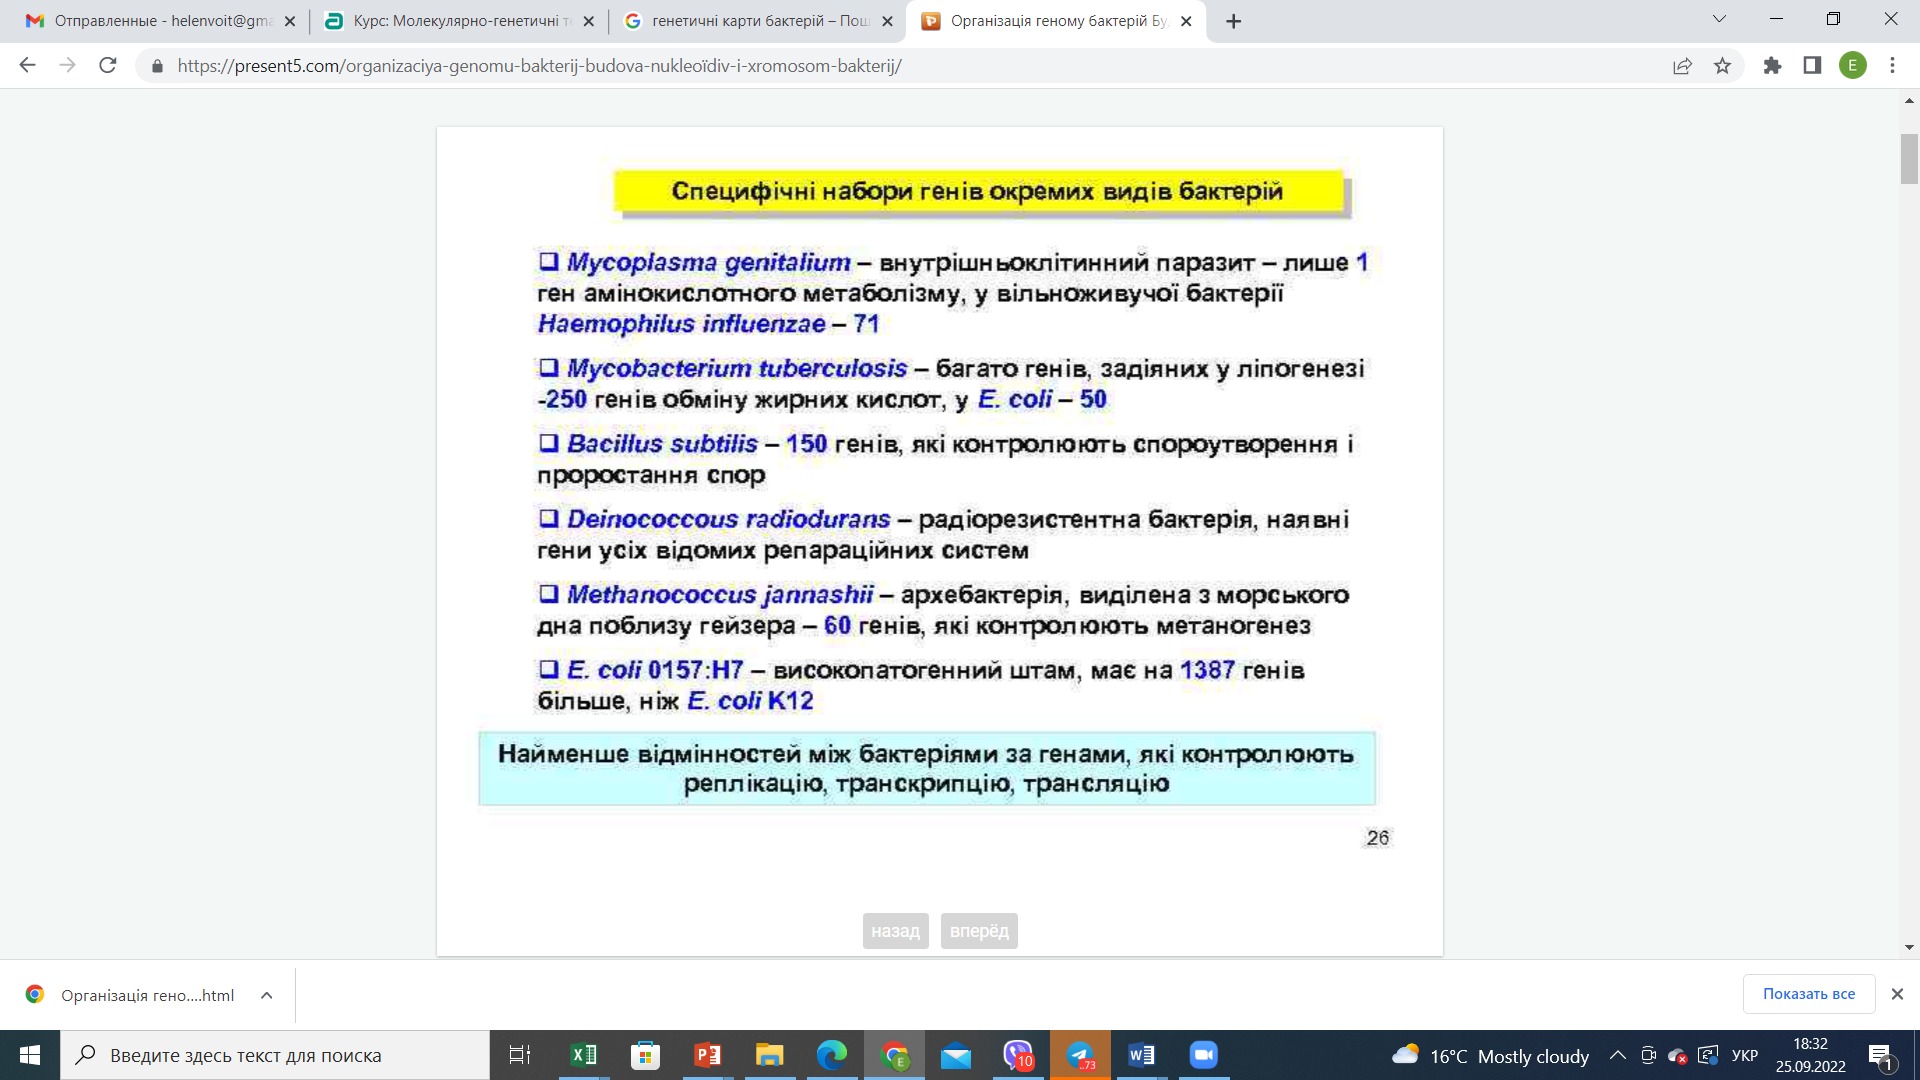 Отправленные - helenvoit@gma
Курс: Молекулярно-генетичні т
генетичні карти бактерій – Пош
Організація геному бактерій Бу
https://present5.com/organizaciya-genomu-bakterij-budova-nukleoïdiv-i-xromosom-bakterij/
E
Специфічні набори генів окремих видів бактерій
Mycoplasma genitalium – внутрішньоклітинний паразит – лише 1
ген амінокислотного метаболізму, у вільноживучої бактерії
Haemophilus influenzae – 71
Mycobacterium tuberculosis – багато генів, задіяних у ліпогенезі
-250 генів обміну жирних кислот, у E. coli – 50
Bacillus subtilis – 150 генів, які контролюють спороутворення і
проростання спор
Deinococcous radiodurans – радіорезистентна бактерія, наявні
гени усіх відомих репараційних систем
Methanococcus jannashii – архебактерія, виділена з морського
дна поблизу гейзера – 60 генів, які контролюють метаногенез
E. coli 0157:H7 – високопатогенний штам, має на 1387 генів
більше, ніж E. coli K12
Найменше відмінностей між бактеріями за генами, які контролюють
реплікацію, транскрипцію, трансляцію
26
назад вперёд
Організація гено....html
Показать все
Введите здесь текст для поиска
E
10
..73
16°C Mostly cloudy
УКР
18:32
25.09.2022
1